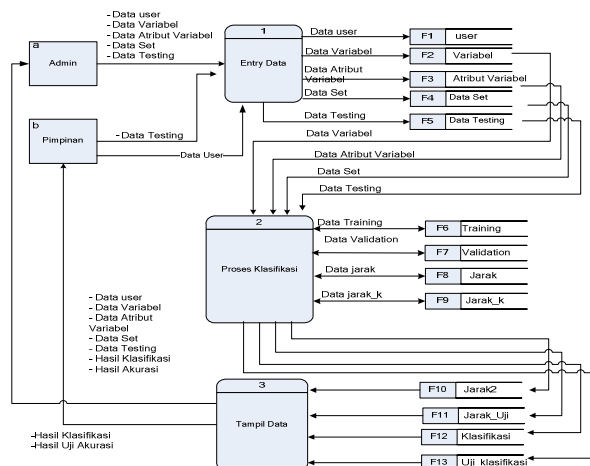 - Data user
- Data Variabel
- Data Atribut Variabel
- Data Set
- Data Testing
a
Admin
b
Pimpinan
- Data Testing
Data User
1
Entry Data
Data user
Data Variabel
Data Atribut
Variabel
Data Set
Data Testing
F1 user
F2 Variabel
F3 Atribut Variabel
F4 Data Set
F5 Data Testing
Data Variabel
Data Atribut Variabel
Data Set
Data Testing
2
Proses Klasifikasi
Data Training
Data Validation
Data jarak
Data jarak_k
F6 Training
F7 Validation
F8 Jarak
F9 Jarak_k
- Data user
- Data Variabel
- Data Atribut
Variabel
- Data Set
- Data Testing
- Hasil Klasifikasi
- Hasil Akurasi
3
Tampil Data
F10 Jarak2
F11 Jarak_Uji
F12 Klasifikasi
F13 Uji_klasifikasi
-Hasil Klasifikasi
-Hasil Uji Akurasi